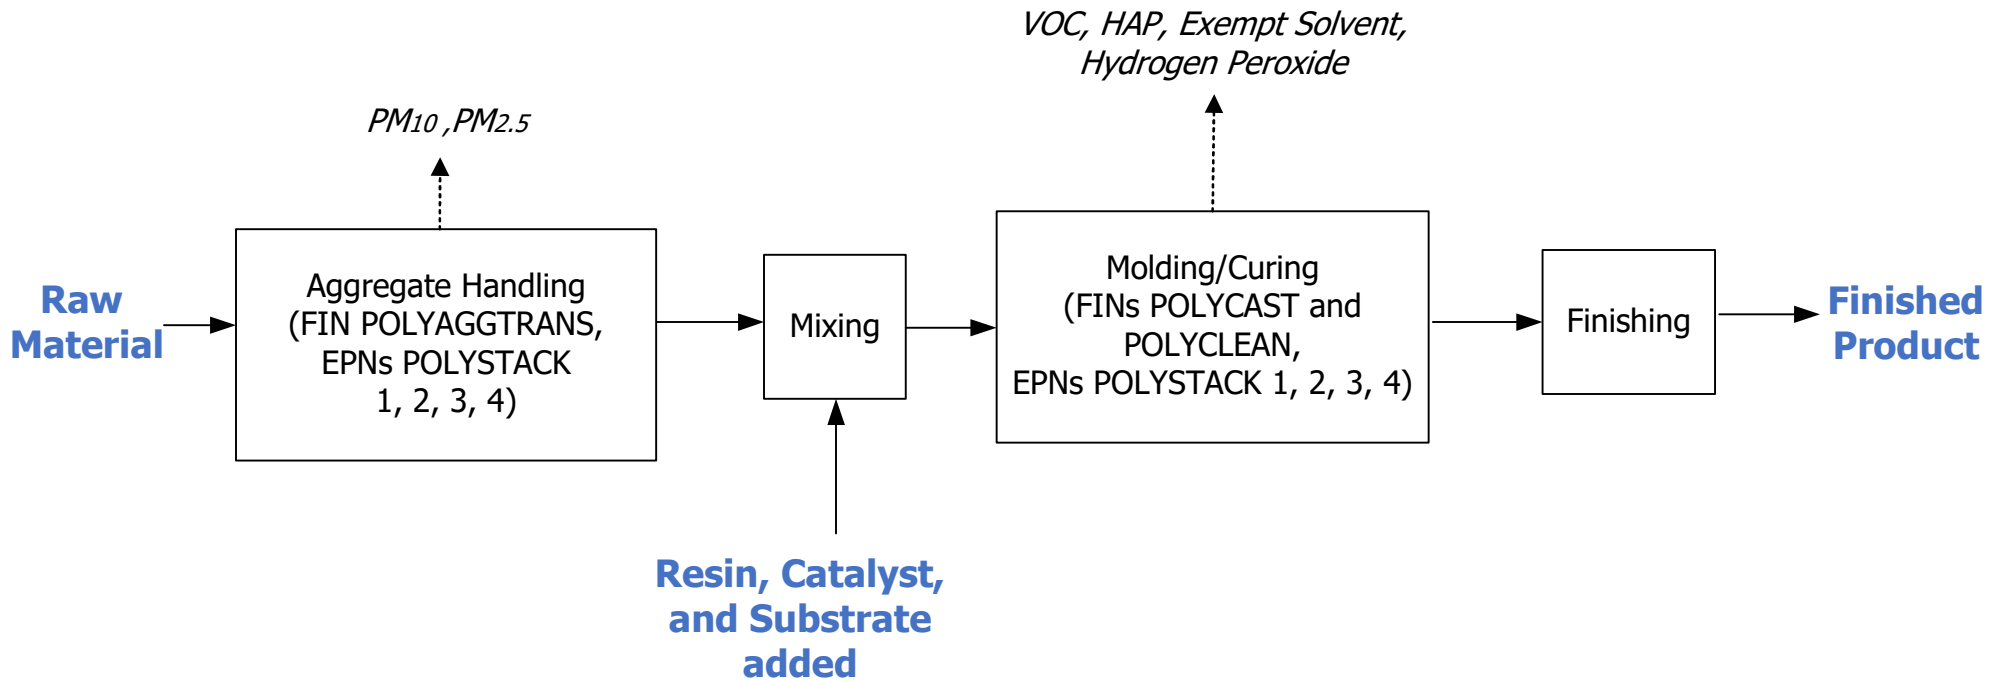 VOC, HAP, Exempt Solvent,
Hydrogen Peroxide
PM10 ,PM2.5
Raw
Material
Aggregate Handling
(FIN POLYAGGTRANS,
EPNs POLYSTACK
1, 2, 3, 4)
Mixing
Resin, Catalyst,
and Substrate
added
Molding/Curing
(FINs POLYCAST and
POLYCLEAN,
EPNs POLYSTACK 1, 2, 3, 4)
Finishing
Finished
Product